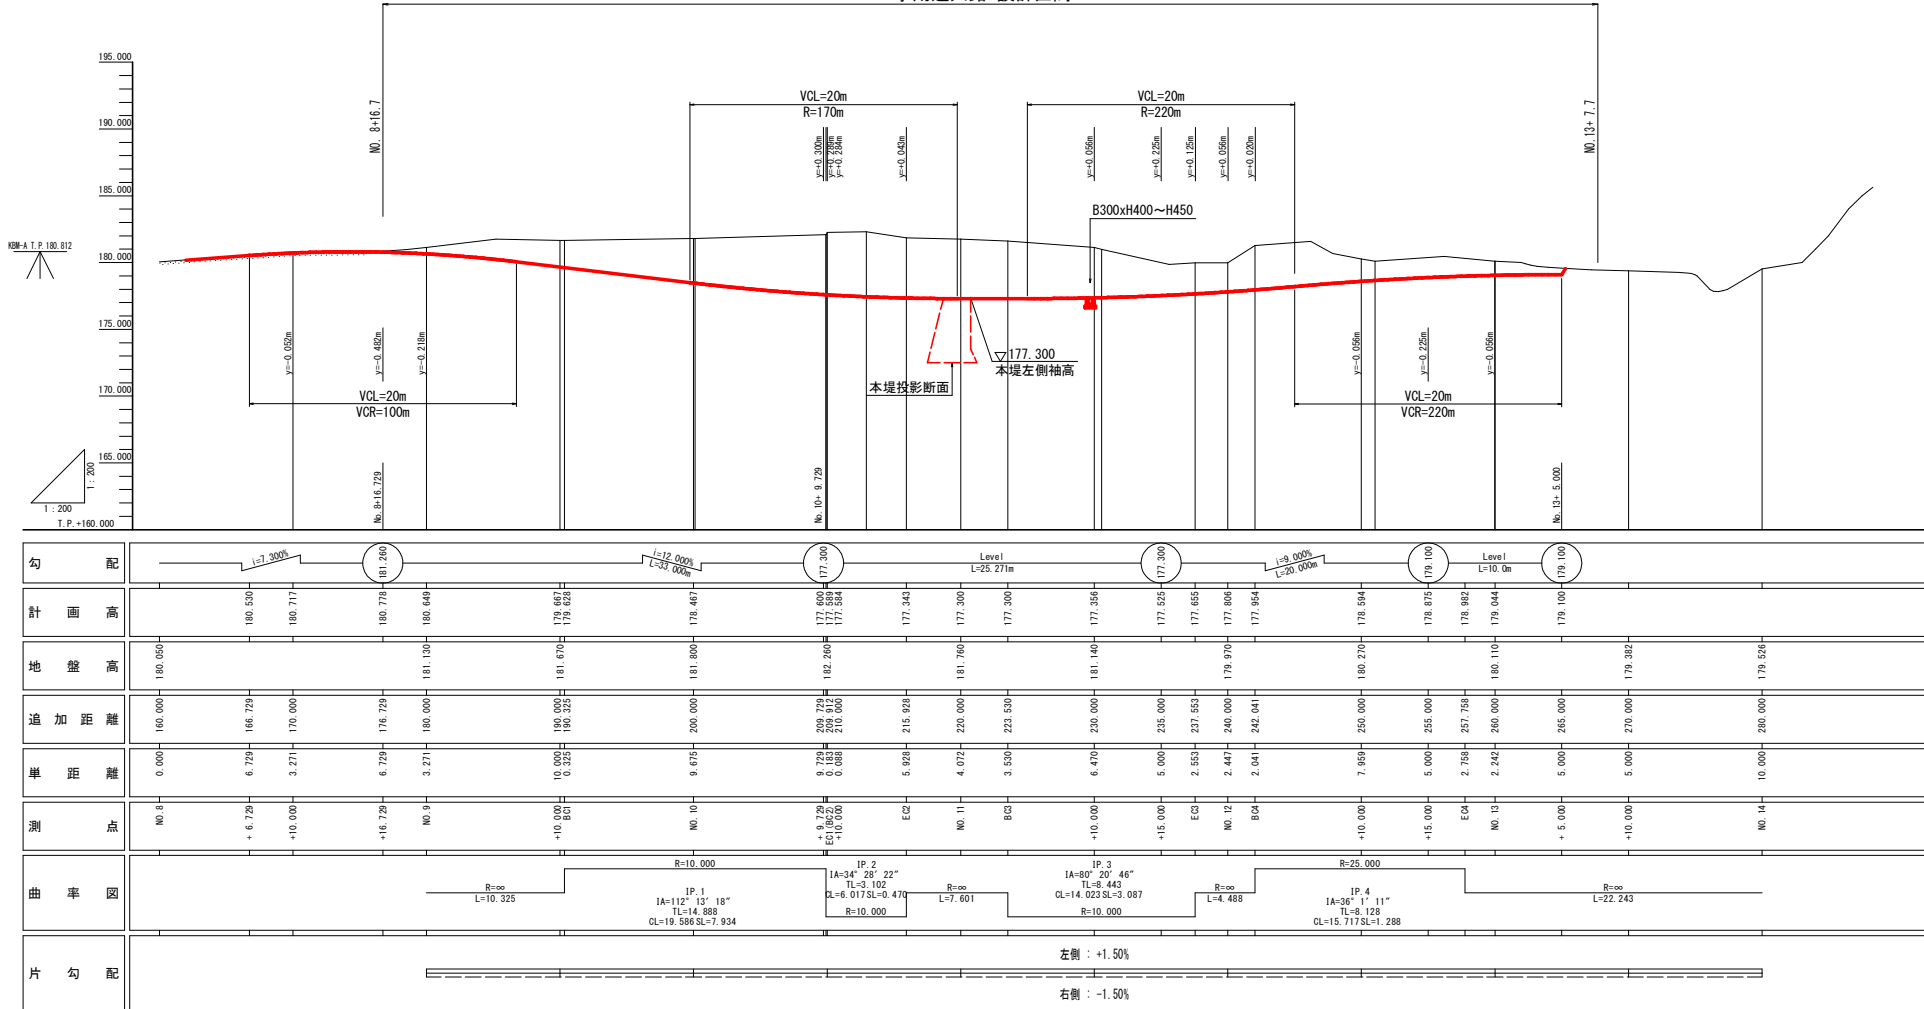 195.000
190.000
185.000
180.000
175.000
170.000
165.000
T.P.+160.000
KBM-A T.P.180.812
1:200
1:200
NO.8+16.7
NO.13+7.7
VCL=20m
R=170m
VCL=20m
R=220m
y=+0.300m
y=+0.289m
y=+0.284m
y=+0.043m
y=+0.056m
y=+0.225m
y=+0.125m
y=+0.056m
y=+0.020m
B300xH400～H450
177.300
本堤左側袖高
本堤投影断面
y=-0.052m
y=-0.482m
y=-0.218m
VCL=20m
VCR=100m
y=-0.056m
y=-0.225m
y=-0.056m
VCL=20m
VCR=220m
No.8+16.729
No.10+ 9.729
No.13+ 5.000
勾配
i=7.300%
181.260
i=12.000%
L=33.000m
177.300
Level
L=25.271m
177.300
i=9.000%
L=20.000m
179.100
Level
L=10.0m
179.100
計画高
180.530
180.717
180.778
180.649
179.667
179.628
178.467
177.600
177.589
177.584
177.343
177.300
177.300
177.356
177.525
177.655
177.806
177.954
178.594
178.875
178.982
179.044
179.100
地盤高
180.050
181.130
181.670
181.800
182.260
181.760
181.140
179.970
180.270
180.110
179.382
179.526
追加距離
160.000
166.729
170.000
176.729
180.000
190.000
190.325
200.000
209.729
209.912
210.000
215.928
220.000
223.530
230.000
235.000
237.553
240.000
242.041
250.000
255.000
257.758
260.000
265.000
270.000
280.000
単距離
0.000
6.729
3.271
6.729
3.271
10.000
0.325
9.675
9.729
0.183
0.088
5.928
4.072
3.530
6.470
5.000
2.553
2.447
2.041
7.959
5.000
2.758
2.242
5.000
5.000
10.000
測点
NO.8
+ 6.729
+10.000
+16.729
NO.9
+10.000
BC1
NO.10
+ 9.729
EC1(BC2)
+10.000
EC2
NO.11
BC3
+10.000
+15.000
EC3
NO.12
BC4
+10.000
+15.000
EC4
NO.13
+ 5.000
+10.000
NO.14
曲率図
R=∞
L=10.325
R=10.000
IP.1
IA=112° 13′ 18″
TL=14.888
CL=19.586 SL=7.934
IP.2
IA=34° 28′ 22″
TL=3.102
CL=6.017 SL=0.470
R=10.000
R=∞
L=7.601
IP.3
IA=80° 20′ 46″
TL=8.443
CL=14.023 SL=3.087
R=10.000
R=∞
L=4.488
R=25.000
IP.4
IA=36° 1′ 11″
TL=8.128
CL=15.717 SL=1.288
R=∞
L=22.243
片勾配
左側 : +1.50%
右側 : -1.50%